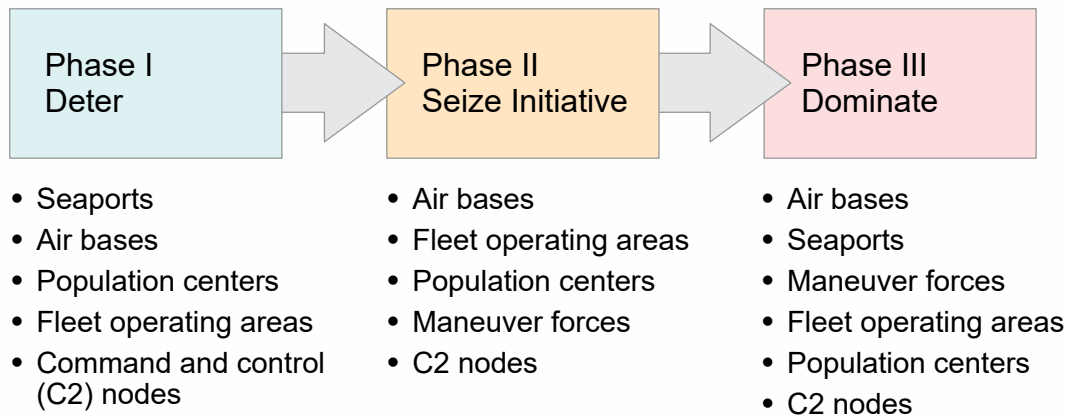 Phase I
Deter
Phase II
Seize Initiative
Phase III
Dominate
• Seaports
• Air bases
• Population centers
• Fleet operating areas
• Command and control
(C2) nodes
• Air bases
• Fleet operating areas
• Population centers
• Maneuver forces
• C2 nodes
• Air bases
• Seaports
• Maneuver forces
• Fleet operating areas
• Population centers
• C2 nodes